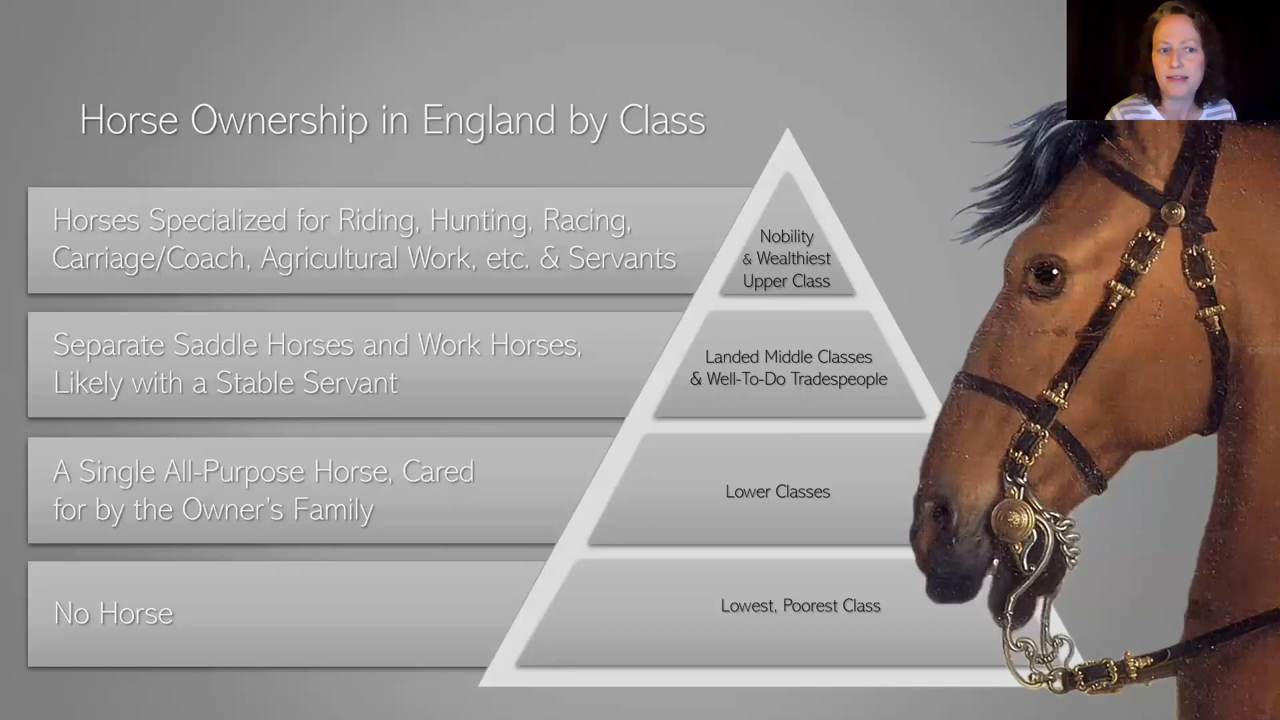 Horse Ownership in England by Class
Horses Specialized for Riding, Hunting, Racing,
Carriage/Coach, Agricultural Work, etc. & Servants
Nobility
& Wealthiest
Upper Class
Separate Saddle Horses and Work Horses,
Likely with a Stable Servant
Landed Middle Classes
& Well-To-Do Tradespeople
A Single All-Purpose Horse, Cared
for by the Owner's Family
Lower Classes
No Horse
Lowest, Poorest Class